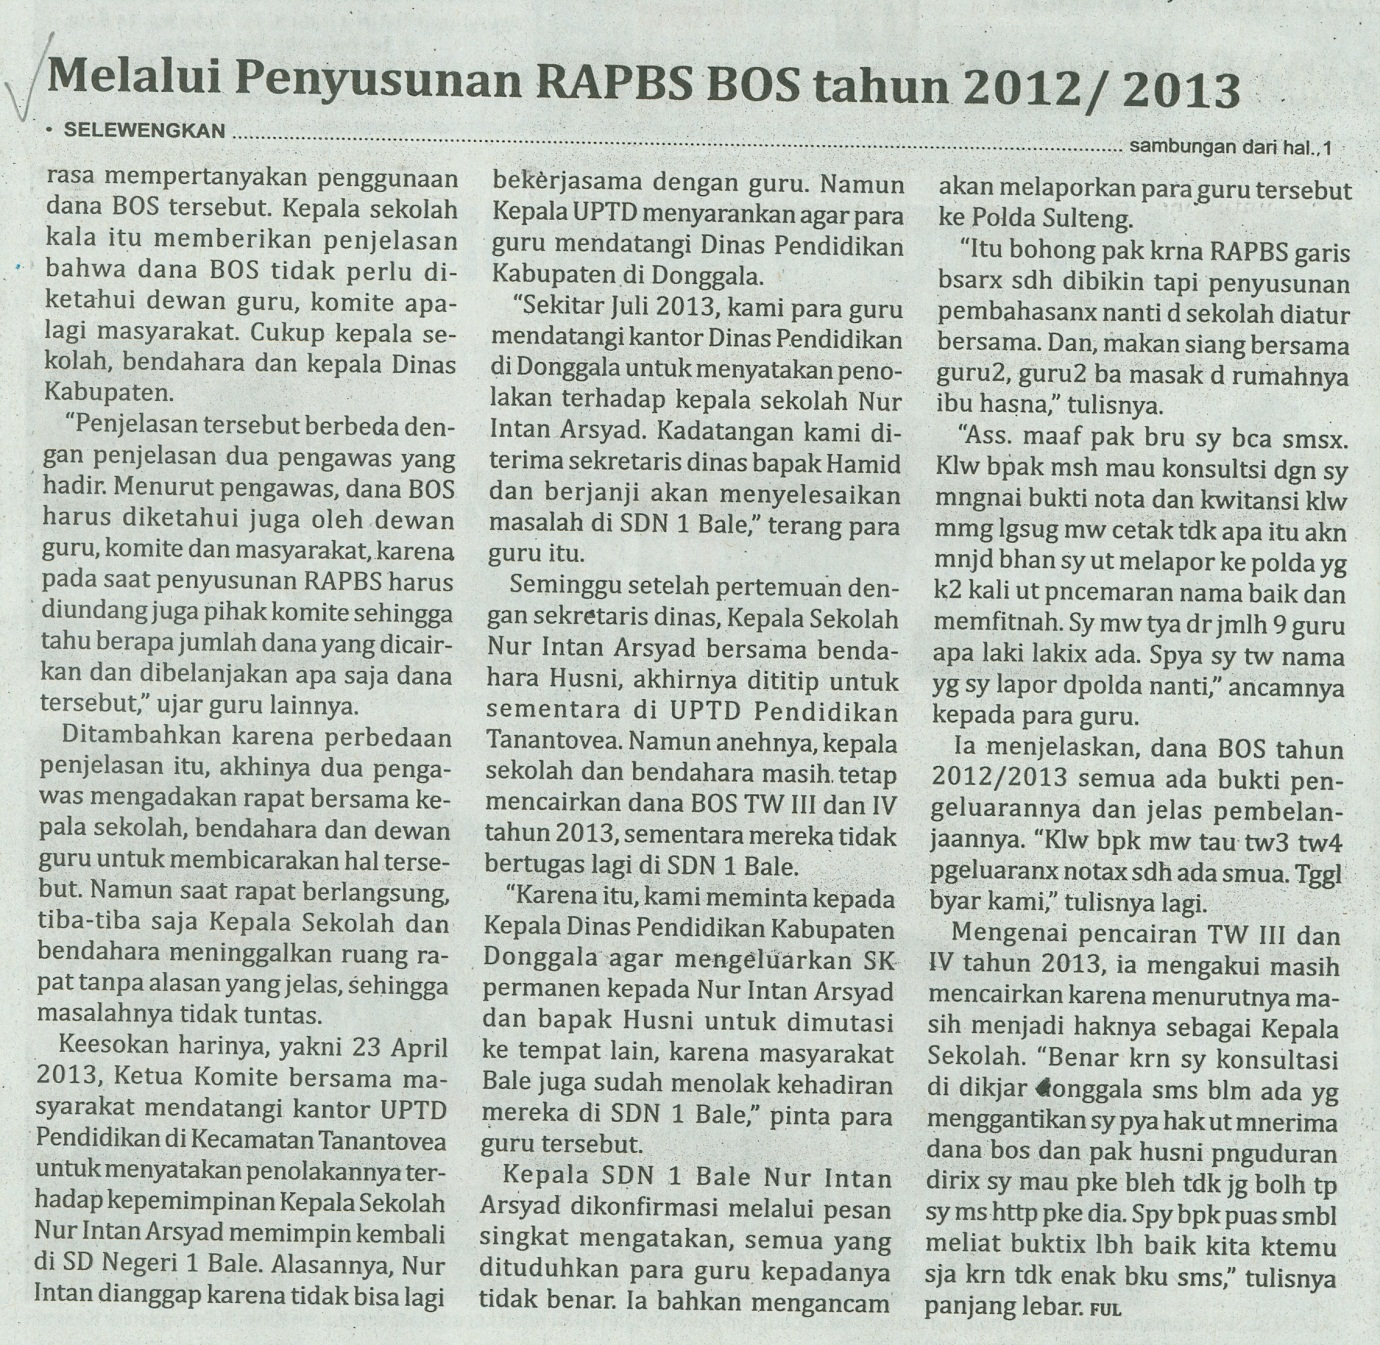 Melalui Penyusunan RAPBS BOS tahun 2012/ 2013
• SELEWENGKAN ........ sambungan dari hal.,1
rasa mempertanyakan penggunaan
dana BOS tersebut. Kepala sekolah
kala itu memberikan penjelasan
bahwa dana BOS tidak perlu di-
ketahui dewan guru, komite apa-
lagi masyarakat. Cukup kepala se-
kolah, bendahara dan kepala Dinas
Kabupaten.
“Penjelasan tersebut berbeda den-
gan penjelasan dua pengawas yang
hadir. Menurut pengawas, dana BOS
harus diketahui juga oleh dewan
guru, komite dan masyarakat, karena
pada saat penyusunan RAPBS harus
diundang juga pihak komite sehingga
tahu berapa jumlah dana yang dicair-
kan dan dibelanjakan apa saja dana
tersebut,” ujar guru lainnya.
Ditambahkan karena perbedaan
penjelasan itu, akhinya dua penga-
was mengadakan rapat bersama ke-
pala sekolah, bendahara dan dewan
guru untuk membicarakan hal terse-
but. Namun saat rapat berlangsung,
tiba-tiba saja Kepala Sekolah dan
bendahara meninggalkan ruang ra-
pat tanpa alasan yang jelas, sehingga
masalahnya tidak tuntas.
Keesokan harinya, yakni 23 April
2013, Ketua Komite bersama ma-
syarakat mendatangi kantor UPTD
Pendidikan di Kecamatan Tanantovea
untuk menyatakan penolakannya ter-
hadap kepemimpinan Kepala Sekolah
Nur Intan Arsyad memimpin kembali
di SD Negeri 1 Bale. Alasannya, Nur
Intan dianggap karena tidak bisa lagi
bekerjasama dengan guru. Namun
Kepala UPTD menyarankan agar para
guru mendatangi Dinas Pendidikan
Kabupaten di Donggala.
“Sekitar Juli 2013, kami para guru
mendatangi kantor Dinas Pendidikan
di Donggala untuk menyatakan peno-
lakan terhadap kepala sekolah Nur
Intan Arsyad. Kadatangan kami di-
terima sekretaris dinas bapak Hamid
dan berjanji akan menyelesaikan
masalah di SDN 1 Bale,” terang para
guru itu.
Seminggu setelah pertemuan den-
gan sekretaris dinas, Kepala Sekolah
Nur Intan Arsyad bersama benda-
hara Husni, akhirnya dititip untuk
sementara di UPTD Pendidikan
Tanantovea. Namun anehnya, kepala
sekolah dan bendahara masih tetap
mencairkan dana BOS TW III dan IV
tahun 2013, sementara mereka tidak
bertugas lagi di SDN 1 Bale.
“Karena itu, kami meminta kepada
Kepala Dinas Pendidikan Kabupaten
Donggala agar mengeluarkan SK
permanen kepada Nur Intan Arsyad
dan bapak Husni untuk dimutasi
ke tempat lain, karena masyarakat
Bale juga sudah menolak kehadiran
mereka di SDN 1 Bale,” pinta para
guru tersebut.
Kepala SDN 1 Bale Nur Intan
Arsyad dikonfirmasi melalui pesan
singkat mengatakan, semua yang
dituduhkan para guru kepadanya
tidak benar. Ia bahkan mengancam
akan melaporkan para guru tersebut
ke Polda Sulteng.
“Itu bohong pak krna RAPBS garis
bsarx sdh dibikin tapi penyusunan
pembahasanx nanti d sekolah diatur
bersama. Dan, makan siang bersama
guru2, guru2 ba masak d rumahnya
ibu hasna,” tulisnya.
“Ass. maaf pak bru sy bca smsx.
Klw bpak msh mau konsultsi dgn sy
mngnai bukti nota dan kwitansi klw
mmg lgsug mw cetak tdk apa itu akn
mnjd bhan sy ut melapor ke polda yg
k2 kali ut pncemaran nama baik dan
memfitnah. Sy mw tya dr jmlh 9 guru
apa laki lakix ada. Spya sy tw nama
yg sy lapor dpolda nanti,” ancamnya
kepada para guru.
Ia menjelaskan, dana BOS tahun
2012/2013 semua ada bukti pen-
geluarannya dan jelas pembelan-
jaannya. “Klw bpk mw tau tw3 tw4
pgeluaranx notax sdh ada smua. Tggl
byar kami,” tulisnya lagi.
Mengenai pencairan TW III dan
IV tahun 2013, ia mengakui masih
mencairkan karena menurutnya ma-
sih menjadi haknya sebagai Kepala
Sekolah. “Benar krn sy konsultasi
di dikjar donggala sms blm ada yg
menggantikan sy pya hak ut mnerima
dana bos dan pak husni pnguduran
dirix sy mau pke bleh tdk jg bolh tp
sy ms http pke dia. Spy bpk puas smbl
meliat buktix lbh baik kita ktemu
sja krn tdk enak bku sms,” tulisnya
panjang lebar. FUL